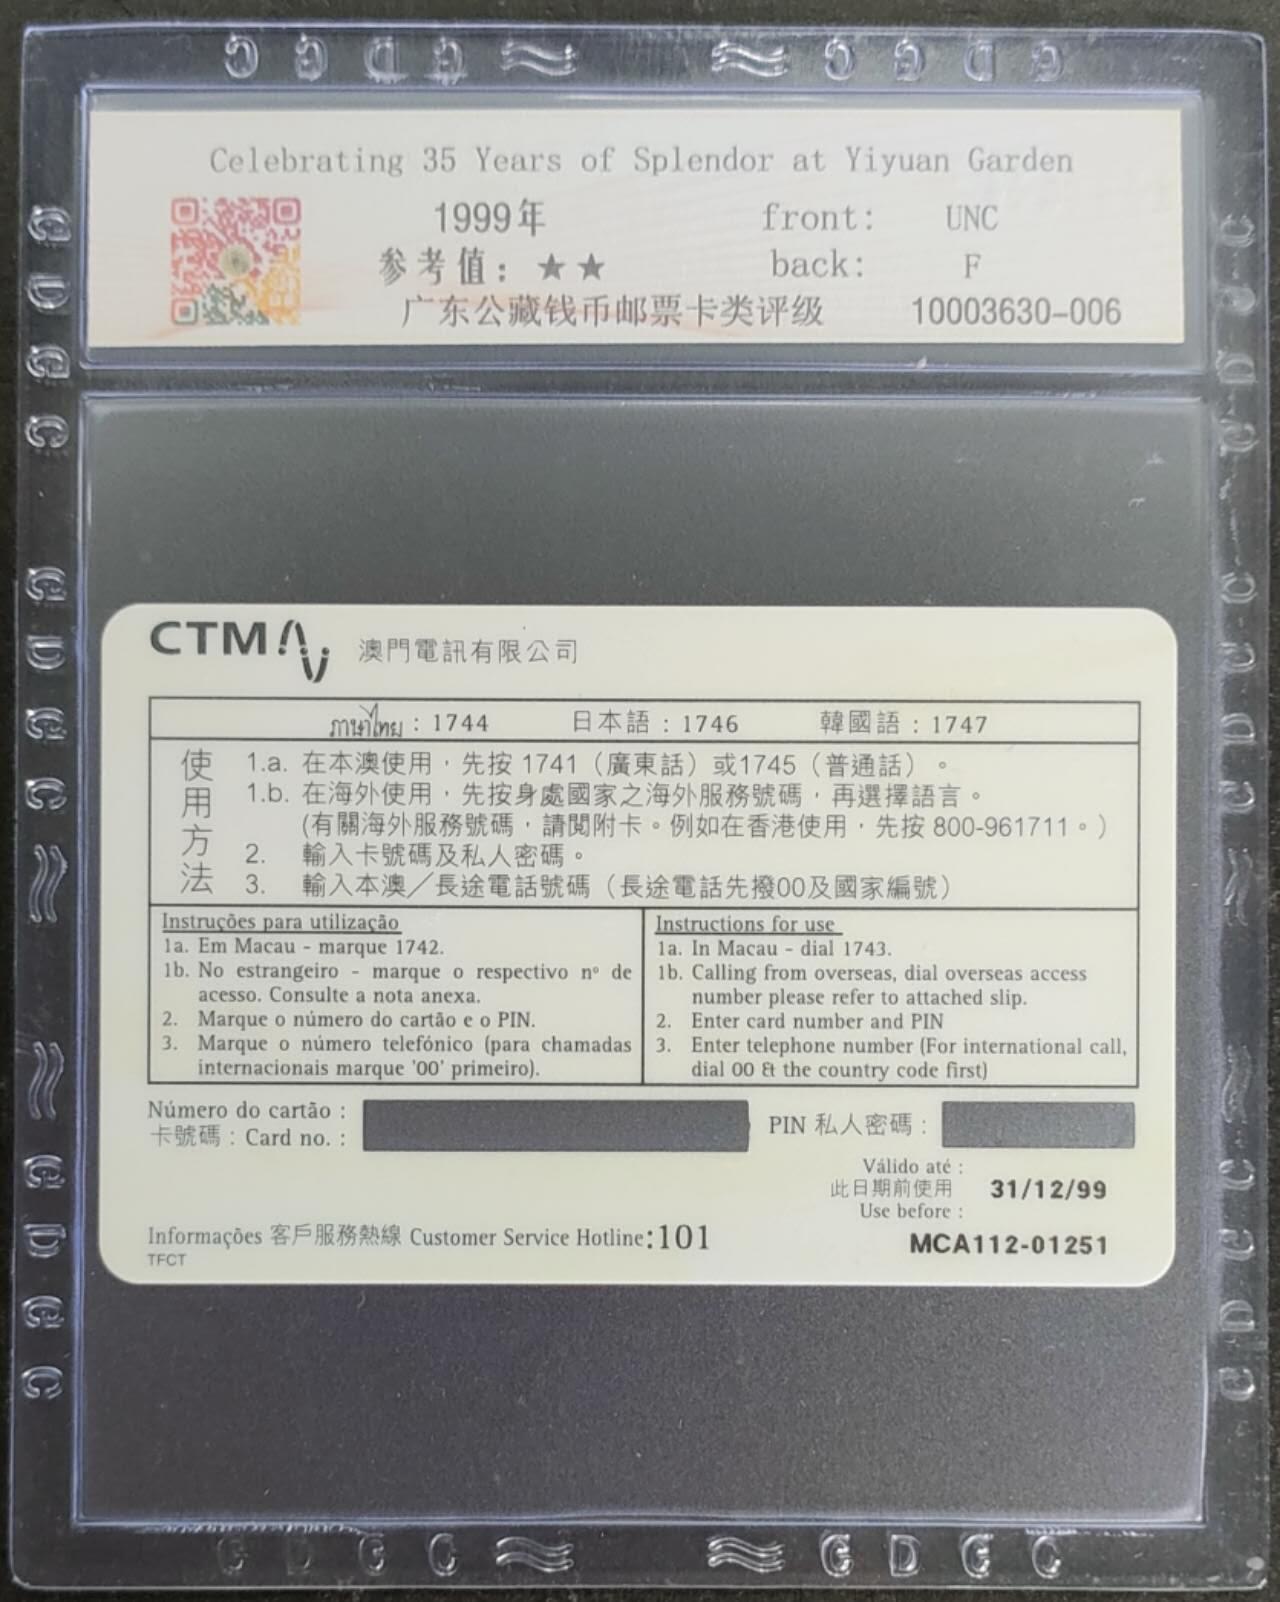 GDGC GDGC
Celebrating 35 Years of Splendor at Yiyuan Garden
1999年 front: UNC
参考值：★★ back: F
广东公藏钱币邮票卡类评级 10003630-006
CTM 澳門電訊有限公司
ภาษาไทย : 1744 日本語 : 1746 韓國語 : 1747
使用方法
1.a. 在本澳使用，先按 1741（廣東話）或1745（普通話）。
1.b. 在海外使用，先按身處國家之海外服務號碼，再選擇語言。
(有關海外服務號碼，請閱附卡。例如在香港使用，先按 800-961711。)
2. 輸入卡號碼及私人密碼。
3. 輸入本澳／長途電話號碼（長途電話先撥00及國家編號）
Instruções para utilização
1a. Em Macau - marque 1742.
1b. No estrangeiro - marque o respectivo nº de
acesso. Consulte a nota anexa.
2. Marque o número do cartão e o PIN.
3. Marque o número telefónico (para chamadas
internacionais marque '00' primeiro).
Instructions for use
1a. In Macau - dial 1743.
1b. Calling from overseas, dial overseas access
number please refer to attached slip.
2. Enter card number and PIN
3. Enter telephone number (For international call,
dial 00 & the country code first)
Número do cartão :
卡號碼 : Card no. :
PIN 私人密碼 :
Válido até :
此日期前使用 31/12/99
Use before :
Informações 客戶服務熱線 Customer Service Hotline:101
TFCT
MCA112-01251
GDGC GDGC